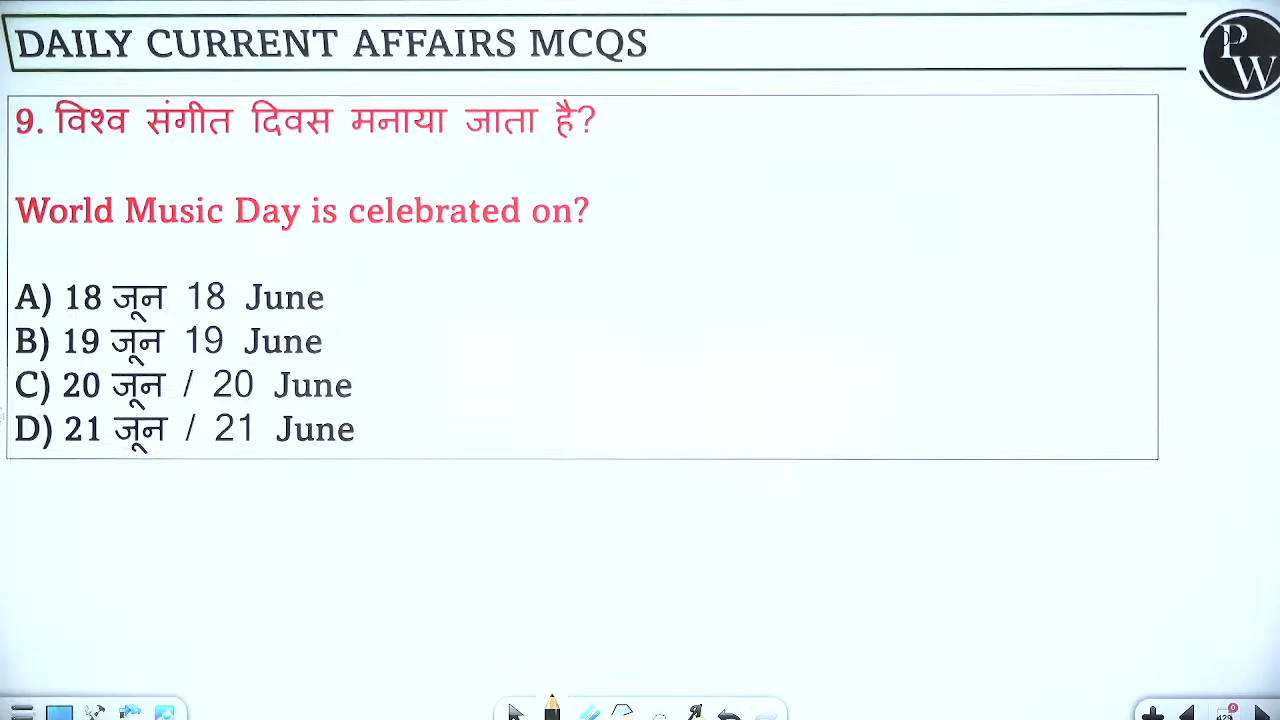 DAILY CURRENT AFFAIRS MCQS
PW
9. विश्व संगीत दिवस मनाया जाता है?
World Music Day is celebrated on?
A) 18 जून 18 June
B) 19 जून 19 June
C) 20 जून / 20 June
D) 21 जून / 21 June